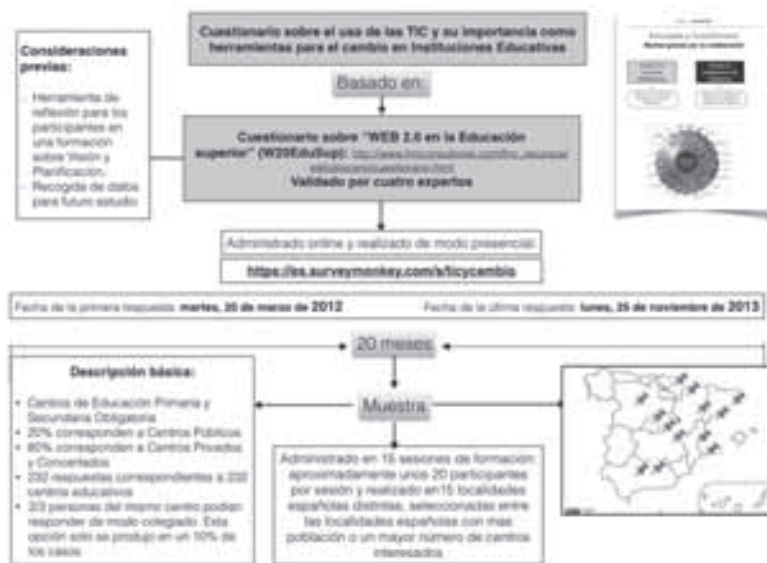 Cuestionario sobre el uso de las TIC y su importancia como
herramientas para el cambio en Instituciones Educativas
Consideraciones
previas:
Herramienta de
reflexión para los
participantes en
una formación
sobre Visión y
Planificación.
Recogida de datos
para futuro estudio
Basado en:
Cuestionario sobre "WEB 2.0 en la Educación
superior" (W20EduSup):
Validado por cuatro expertos
Administrado online y realizado de modo presencial:
https://es.surveymonkey.com/s/ticycambio
Fecha de la primera respuesta: martes, 20 de marzo de 2012
Fecha de la última respuesta: lunes, 25 de noviembre de 2013
20 meses
Descripción básica:
• Centros de Educación Primaria y
Secundaria Obligatoria
• 20% corresponden a Centros Públicos
• 80% corresponden a Centros Privados
y Concertados
• 232 respuestas correspondientes a 232
centros educativos
• 2/3 personas del mismo centro podían
responder de modo colegiado. Esta
opción solo se produjo en un 10% de
los casos
Muestra
Administrado en 15 sesiones de formación:
aproximadamente unos 20 participantes
por sesión y realizado en15 localidades
españolas distintas, seleccionadas entre
las localidades españolas con mas
población o un mayor número de centros
interesados